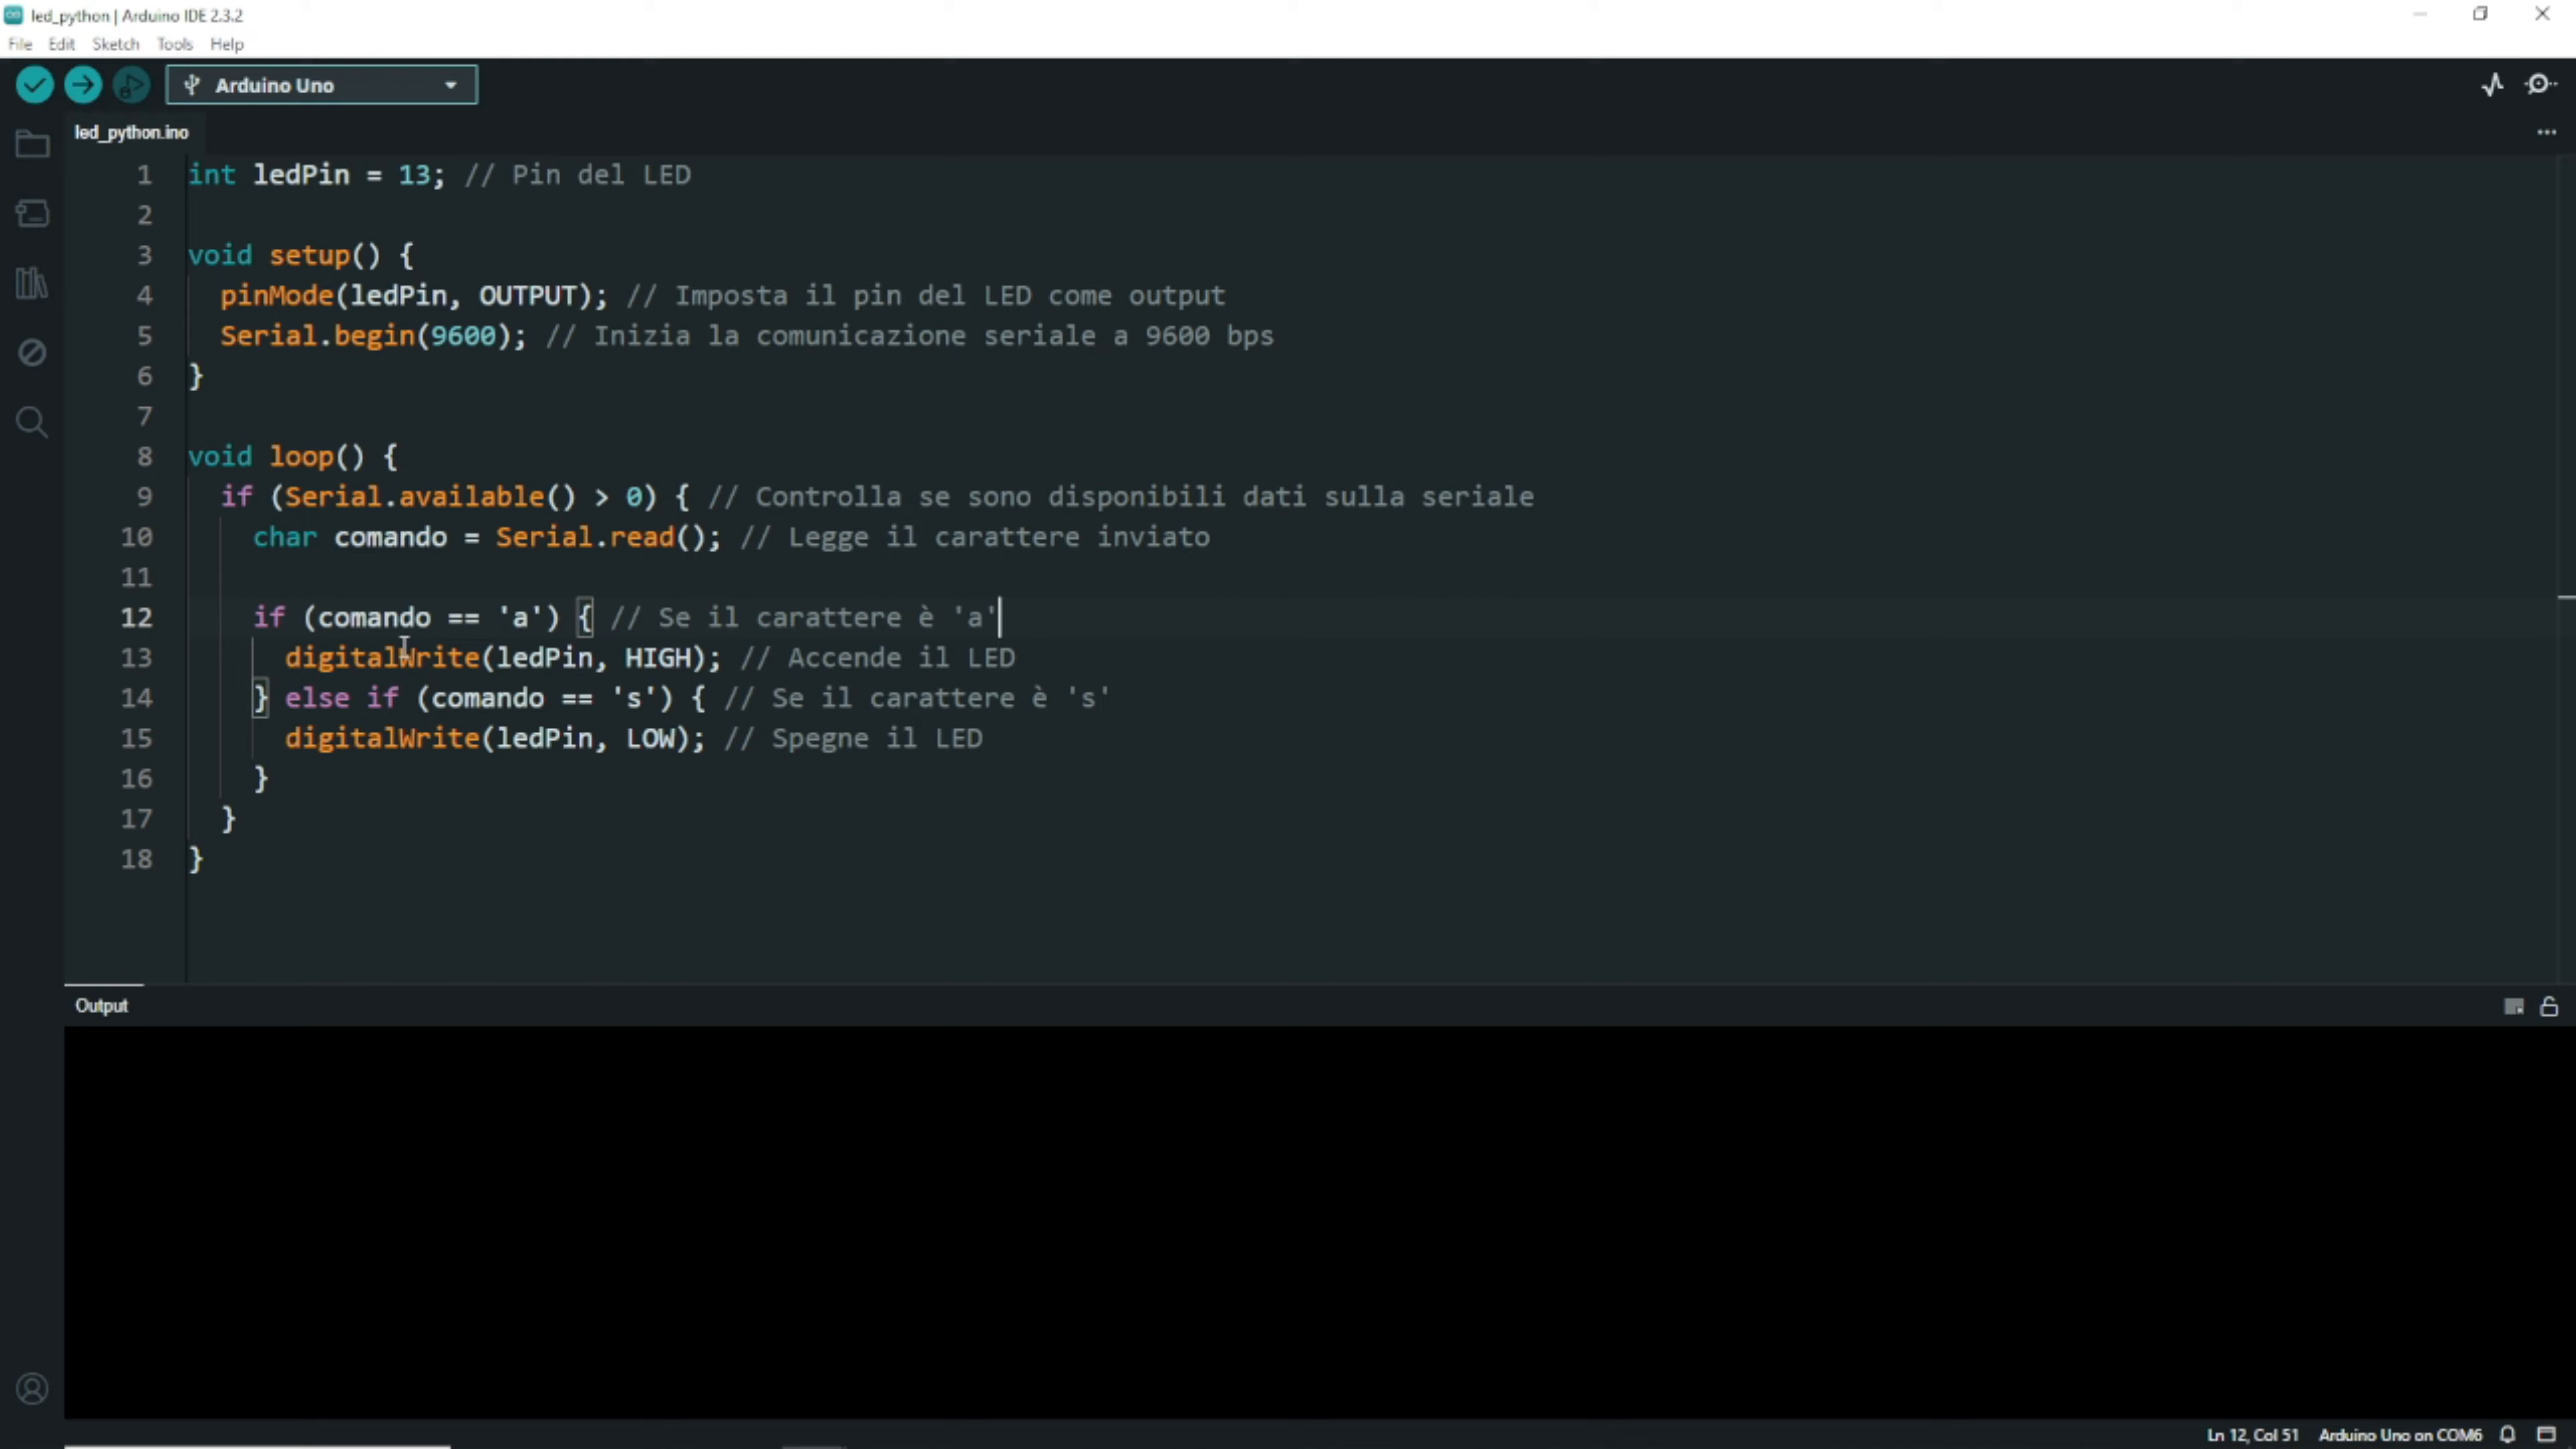 led_python | Arduino IDE 2.3.2
File Edit Sketch Tools Help
Arduino Uno
led_python.ino
1 int ledPin = 13; // Pin del LED
2
3 void setup() {
4 pinMode(ledPin, OUTPUT); // Imposta il pin del LED come output
5 Serial.begin(9600); // Inizia la comunicazione seriale a 9600 bps
6 }
7
8 void loop() {
9 if (Serial.available() > 0) { // Controlla se sono disponibili dati sulla seriale
10 char comando = Serial.read(); // Legge il carattere inviato
11
12 if (comando == 'a') { // Se il carattere è 'a'
13 digitalWrite(ledPin, HIGH); // Accende il LED
14 } else if (comando == 's') { // Se il carattere è 's'
15 digitalWrite(ledPin, LOW); // Spegne il LED
16 }
17 }
18 }
Output
Ln 12, Col 51 Arduino Uno on COM6